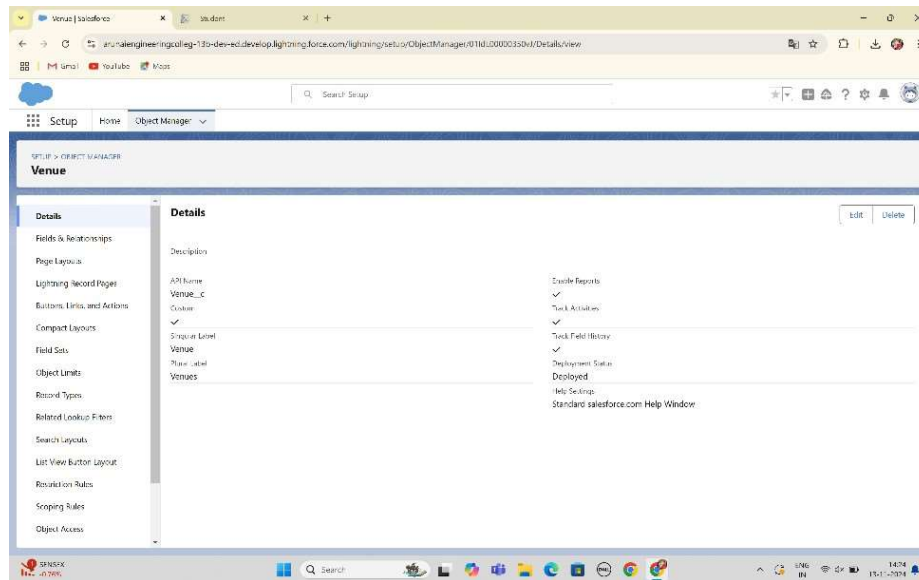 Venue | Salesforce
Student
arunaiengineeringcolleg-13b-dev-ed.develop.lightning.force.com/lightning/setup/ObjectManager/
Gmail YouTube Maps
Search Setup
Setup Home Object Manager
SETUP > OBJECT MANAGER
Venue
Details
Fields & Relationships
Page Layouts
Lightning Record Pages
Buttons, Links, and Actions
Compact Layouts
Field Sets
Object Limits
Record Types
Related Lookup Filters
Search Layouts
List View Button Layout
Restriction Rules
Scoping Rules
Object Access
Details
Edit Delete
Description
API Name
Venue__c
Custom
Singular Label
Venue
Plural Label
Venues
Enable Reports
Track Activities
Track Field History
Deployment Status
Deployed
Help Settings
Standard salesforce.com Help Window
SENSEX
-0.76%
Search
ENG
IN
14:24
13-11-2024